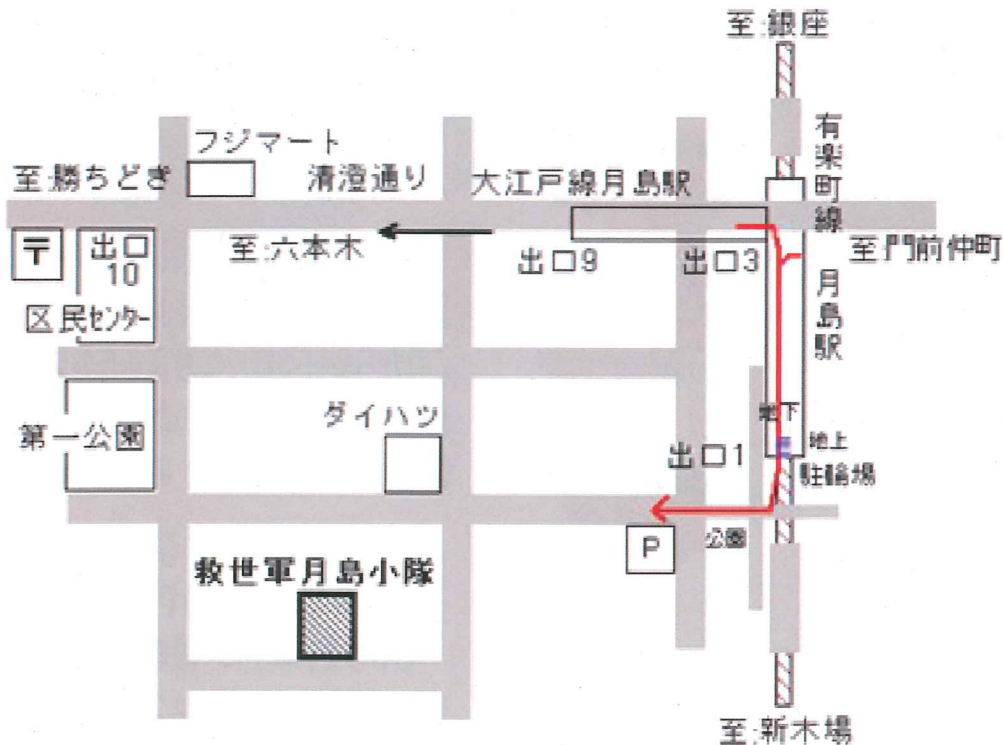 至:銀座
有楽町線
フジマート
至:勝ちどき
清澄通り
大江戸線月島駅
〒
出口
10
至:六本木
出口9
出口3
至:門前仲町
月島駅
区民センター
第一公園
ダイハツ
地下
出口1
地上
駐輪場
P
公園
救世軍月島小隊
至:新木場